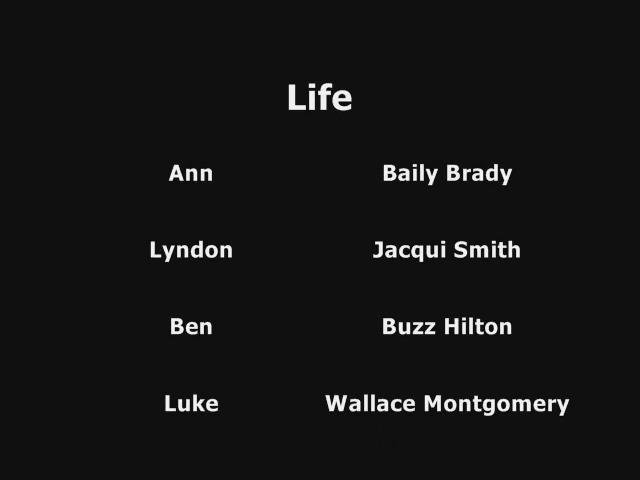 Life
Ann Baily Brady
Lyndon Jacqui Smith
Ben Buzz Hilton
Luke Wallace Montgomery